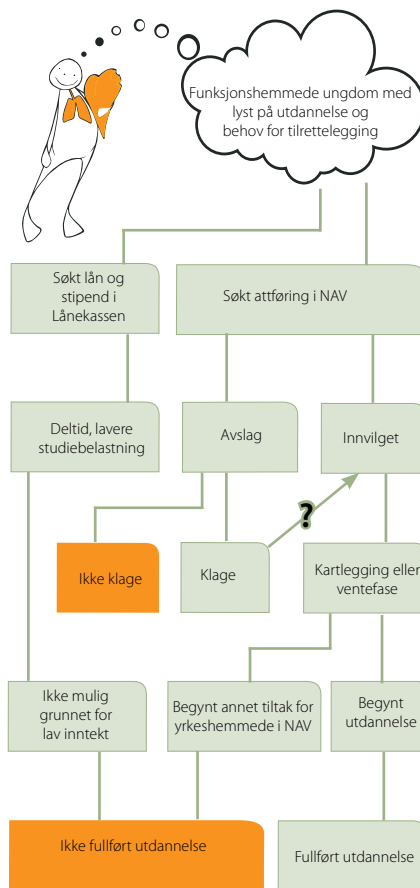 Funksjonshemmede ungdom med
lyst på utdannelse og
behov for tilrettelegging
Søkt lån og
stipend i
Lånekassen
Søkt attføring i NAV
Deltid, lavere
studiebelastning
Avslag
Innvilget
?
Ikke klage
Klage
Kartlegging eller
ventefase
Ikke mulig
grunnet for
lav inntekt
Begynt annet tiltak for
yrkeshemmede i NAV
Begynt
utdannelse
Ikke fullført utdannelse
Fullført utdannelse